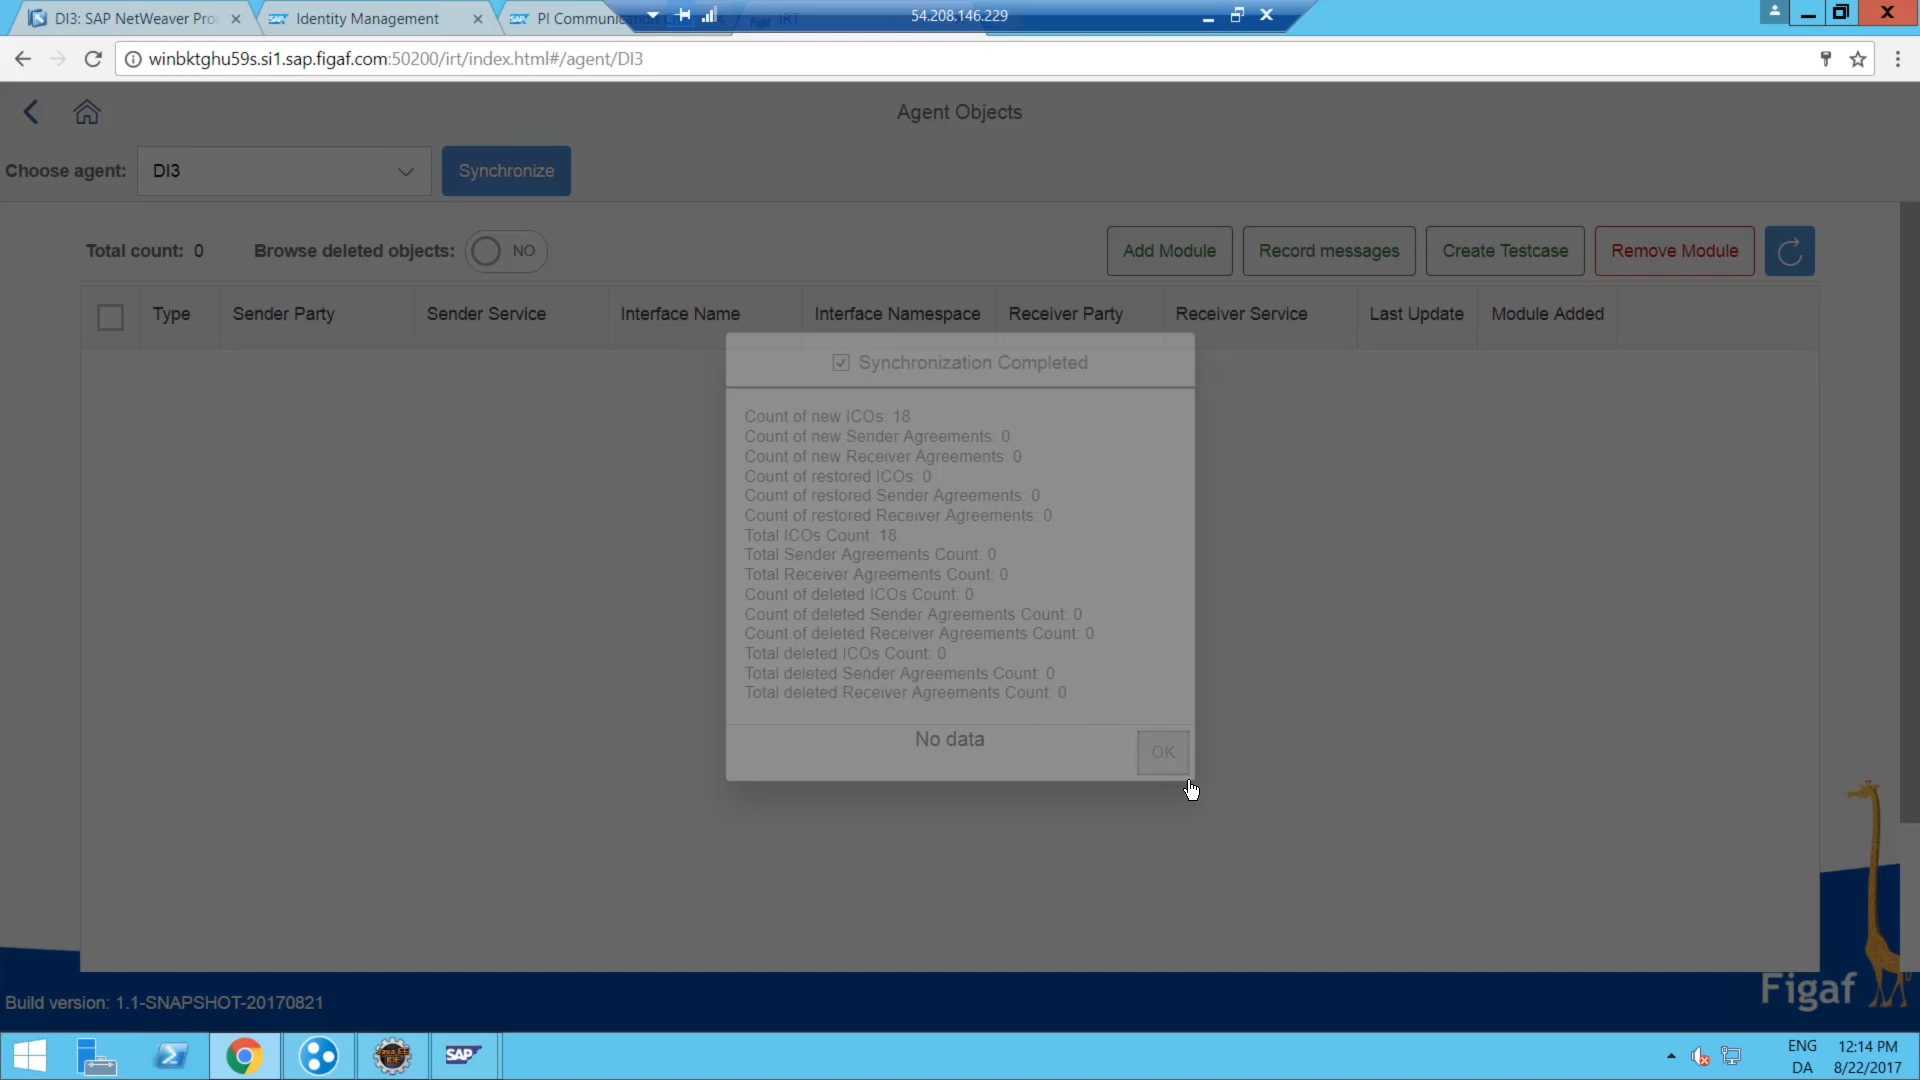 DI3: SAP NetWeaver Pro
Identity Management
PI Communication
IRT
54.208.146.229
winbktghu59s.si1.sap.figaf.com:50200/irt/index.html#/agent/DI3
Agent Objects
Choose agent: DI3 Synchronize
Total count: 0 Browse deleted objects: NO Add Module Record messages Create Testcase Remove Module
Type Sender Party Sender Service Interface Name Interface Namespace Receiver Party Receiver Service Last Update Module Added
Synchronization Completed
Count of new ICOs: 18
Count of new Sender Agreements: 0
Count of new Receiver Agreements: 0
Count of restored ICOs: 0
Count of restored Sender Agreements: 0
Count of restored Receiver Agreements: 0
Total ICOs Count: 18
Total Sender Agreements Count: 0
Total Receiver Agreements Count: 0
Count of deleted ICOs Count: 0
Count of deleted Sender Agreements Count: 0
Count of deleted Receiver Agreements Count: 0
Total deleted ICOs Count: 0
Total deleted Sender Agreements Count: 0
Total deleted Receiver Agreements Count: 0
No data
OK
Figaf
Build version: 1.1-SNAPSHOT-20170821
Java EE
IDE
SAP
ENG 12:14 PM
DA 8/22/2017